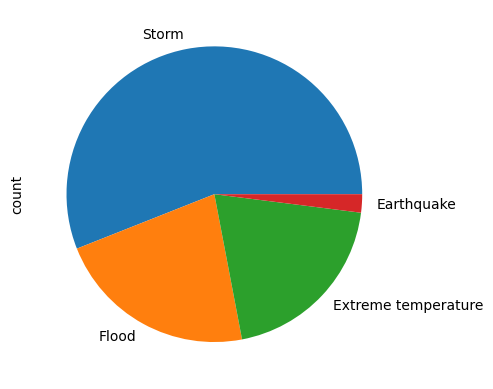 Storm
count
Earthquake
Extreme temperature
Flood